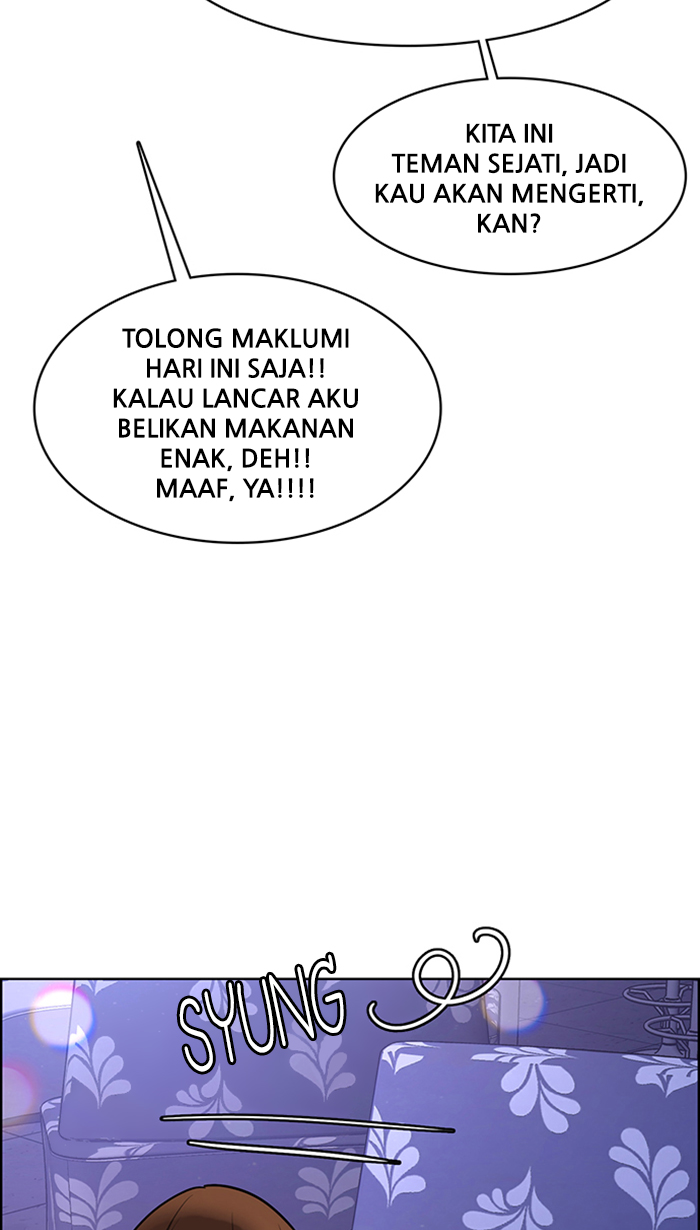 KITA INI
TEMAN SEJATI, JADI
KAU AKAN MENGERTI,
KAN?
TOLONG MAKLUMI
HARI INI SAJA!!
KALAU LANCAR AKU
BELIKAN MAKANAN
ENAK, DEH!!
MAAF, YA!!!!
SYUNG